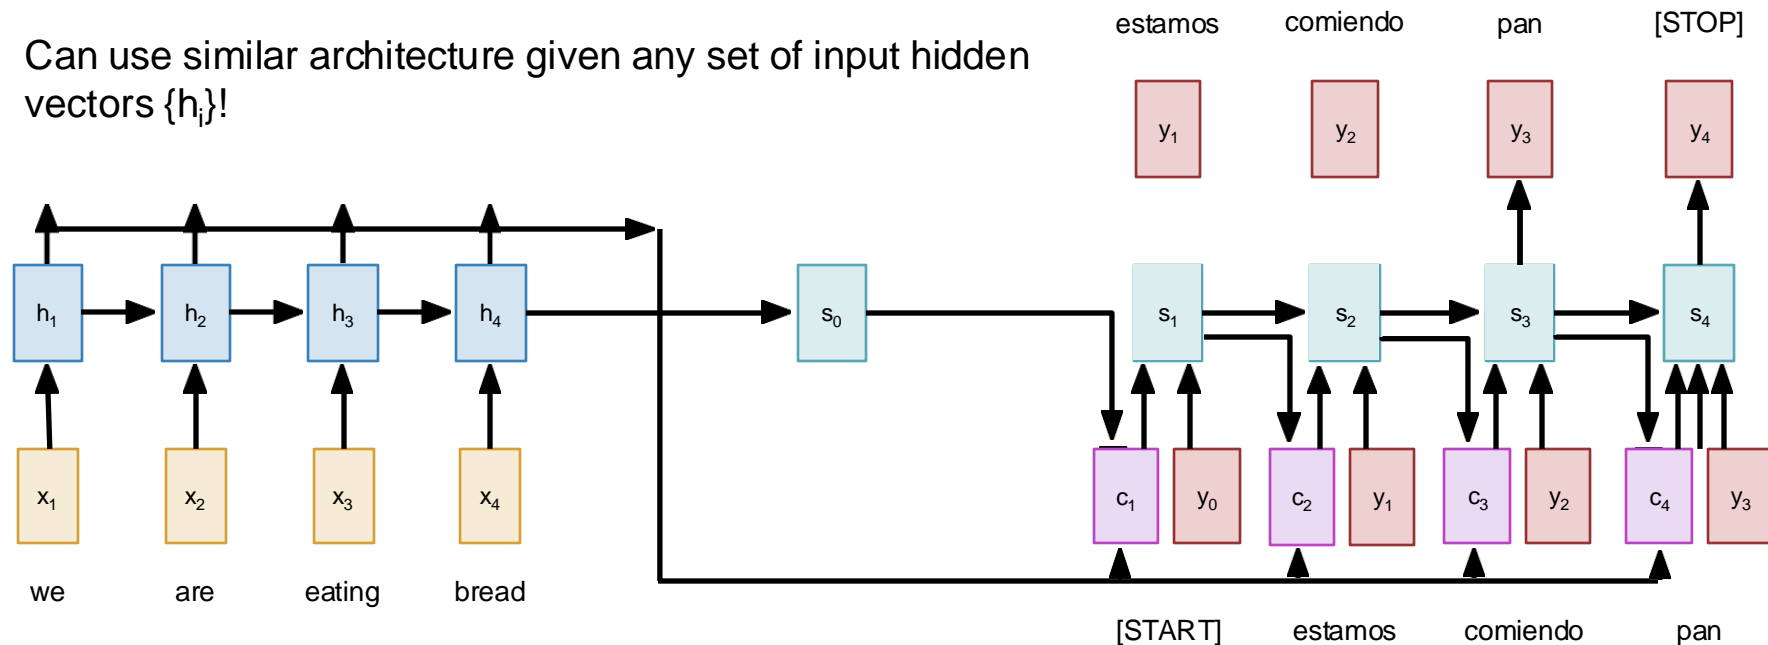 estamos comiendo pan [STOP]
Can use similar architecture given any set of input hidden
vectors {hᵢ}!
y₁ y₂ y₃ y₄
h₁ h₂ h₃ h₄ s₀ s₁ s₂ s₃ s₄
x₁ x₂ x₃ x₄ c₁ y₀ c₂ y₁ c₃ y₂ c₄ y₃
we are eating bread
[START] estamos comiendo pan